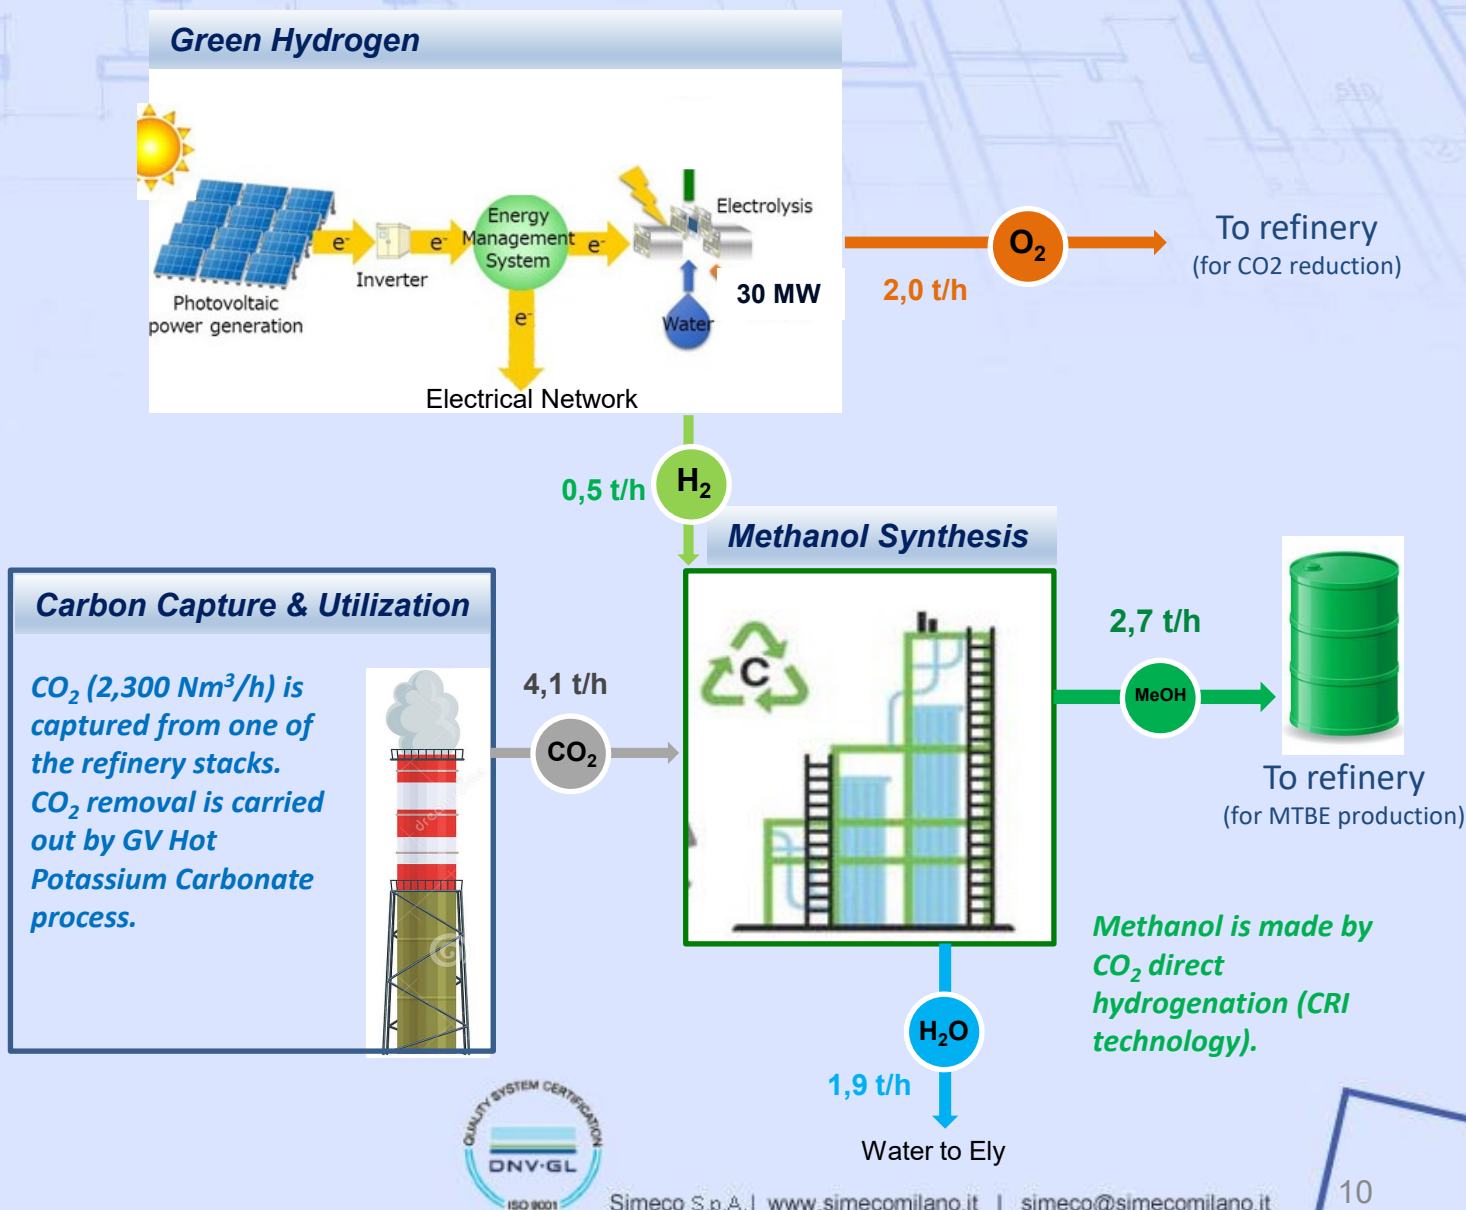 Green Hydrogen
Electrolysis
Energy
Management
System
e-
e-
e-
Inverter
Photovoltaic
power generation
e-
Water
30 MW
Electrical Network
O2
2,0 t/h
To refinery
(for CO2 reduction)
H2
0,5 t/h
Methanol Synthesis
Carbon Capture & Utilization
CO2 (2,300 Nm3/h) is
captured from one of
the refinery stacks.
CO2 removal is carried
out by GV Hot
Potassium Carbonate
process.
4,1 t/h
CO2
C
2,7 t/h
MeOH
To refinery
(for MTBE production)
Methanol is made by
CO2 direct
hydrogenation (CRI
technology).
H2O
1,9 t/h
Water to Ely
QUALITY SYSTEM CERTIFICATION
DNV·GL
ISO 9001
Simeco S.p.A.| www.simecomilano.it | simeco@simecomilano.it
10